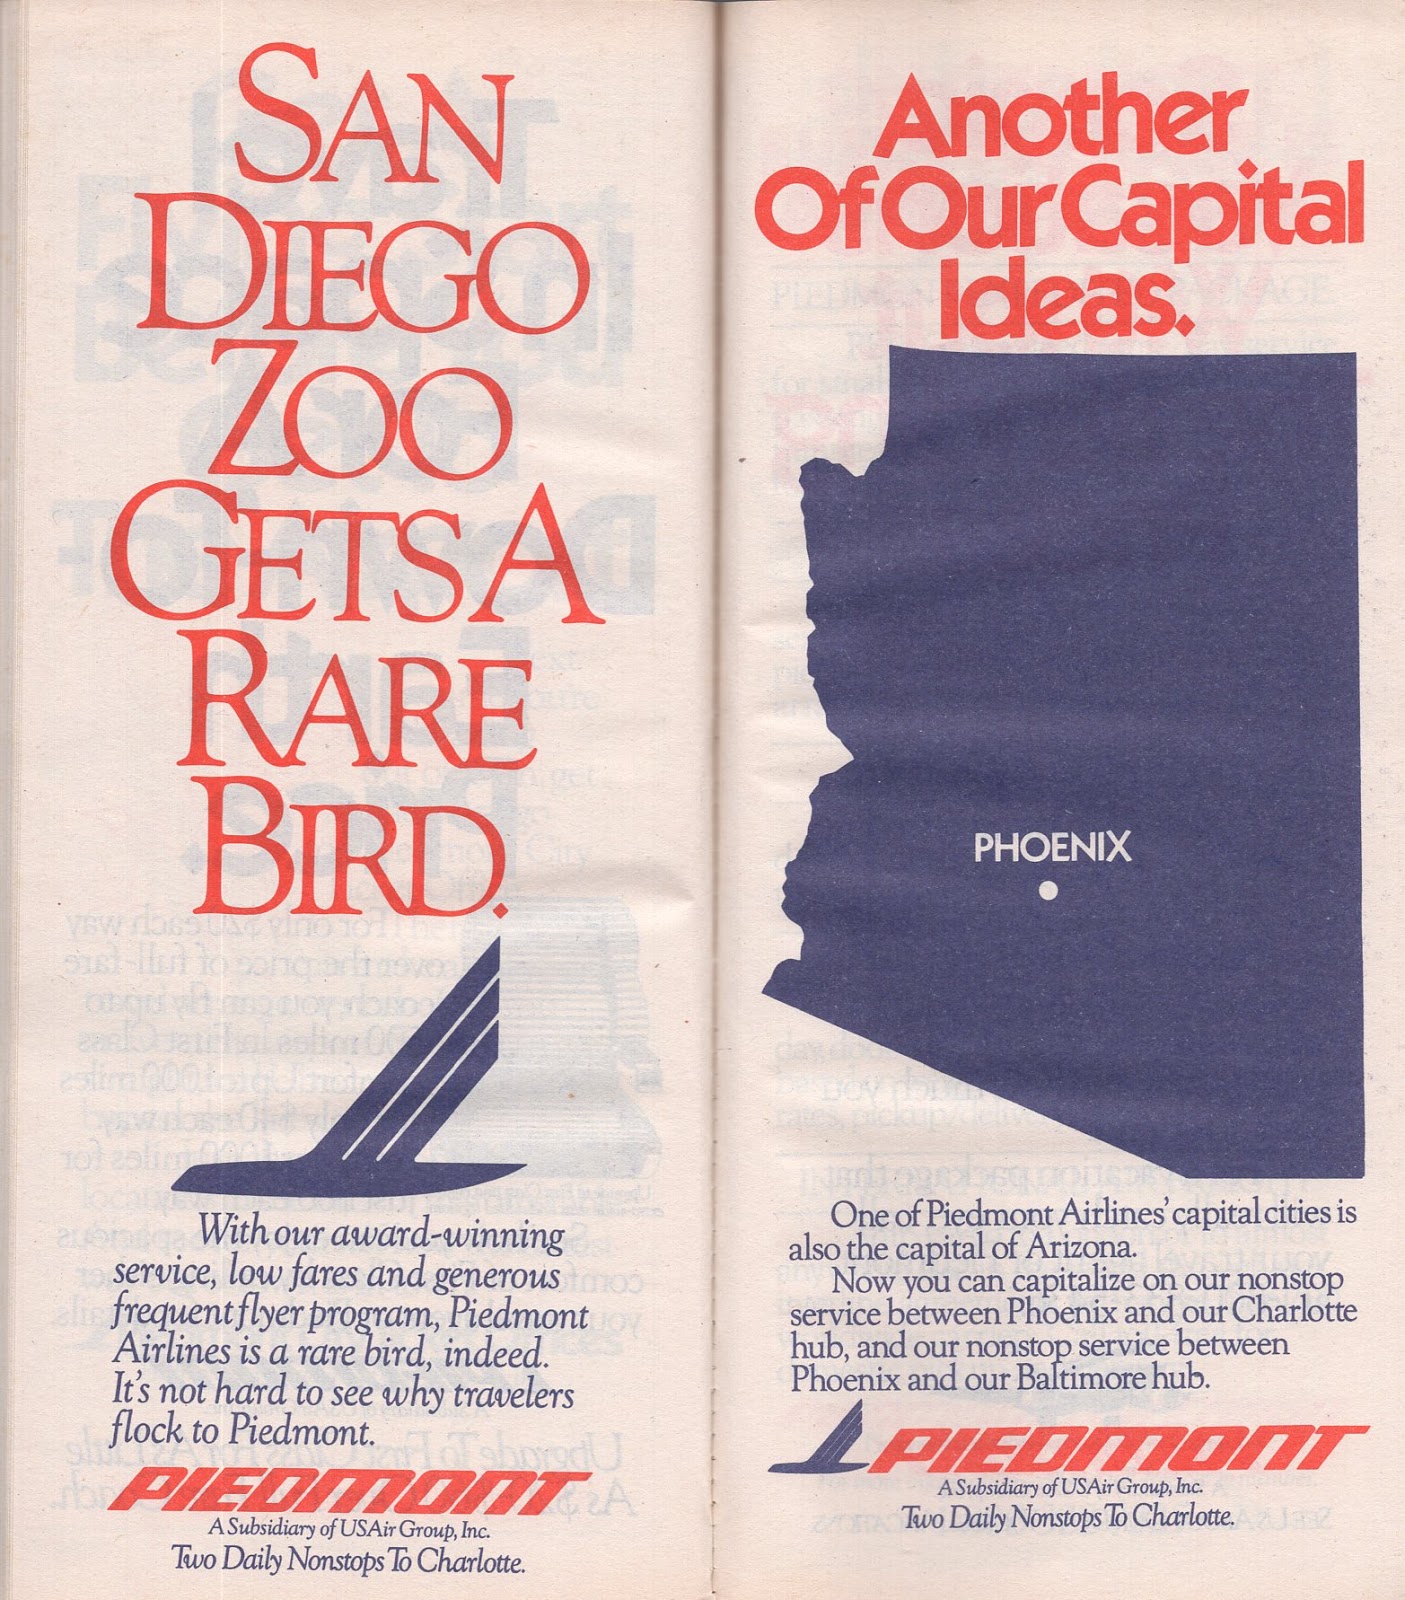 SAN
DIEGO
ZOO
GETS A
RARE
BIRD.
With our award-winning
service, low fares and generous
frequent flyer program, Piedmont
Airlines is a rare bird, indeed.
It's not hard to see why travelers
flock to Piedmont.
PIEDMONT
A Subsidiary of USAir Group, Inc.
Two Daily Nonstops To Charlotte.
Another
Of Our Capital
Ideas.
PHOENIX
One of Piedmont Airlines' capital cities is
also the capital of Arizona.
Now you can capitalize on our nonstop
service between Phoenix and our Charlotte
hub, and our nonstop service between
Phoenix and our Baltimore hub.
PIEDMONT
A Subsidiary of USAir Group, Inc.
Two Daily Nonstops To Charlotte.